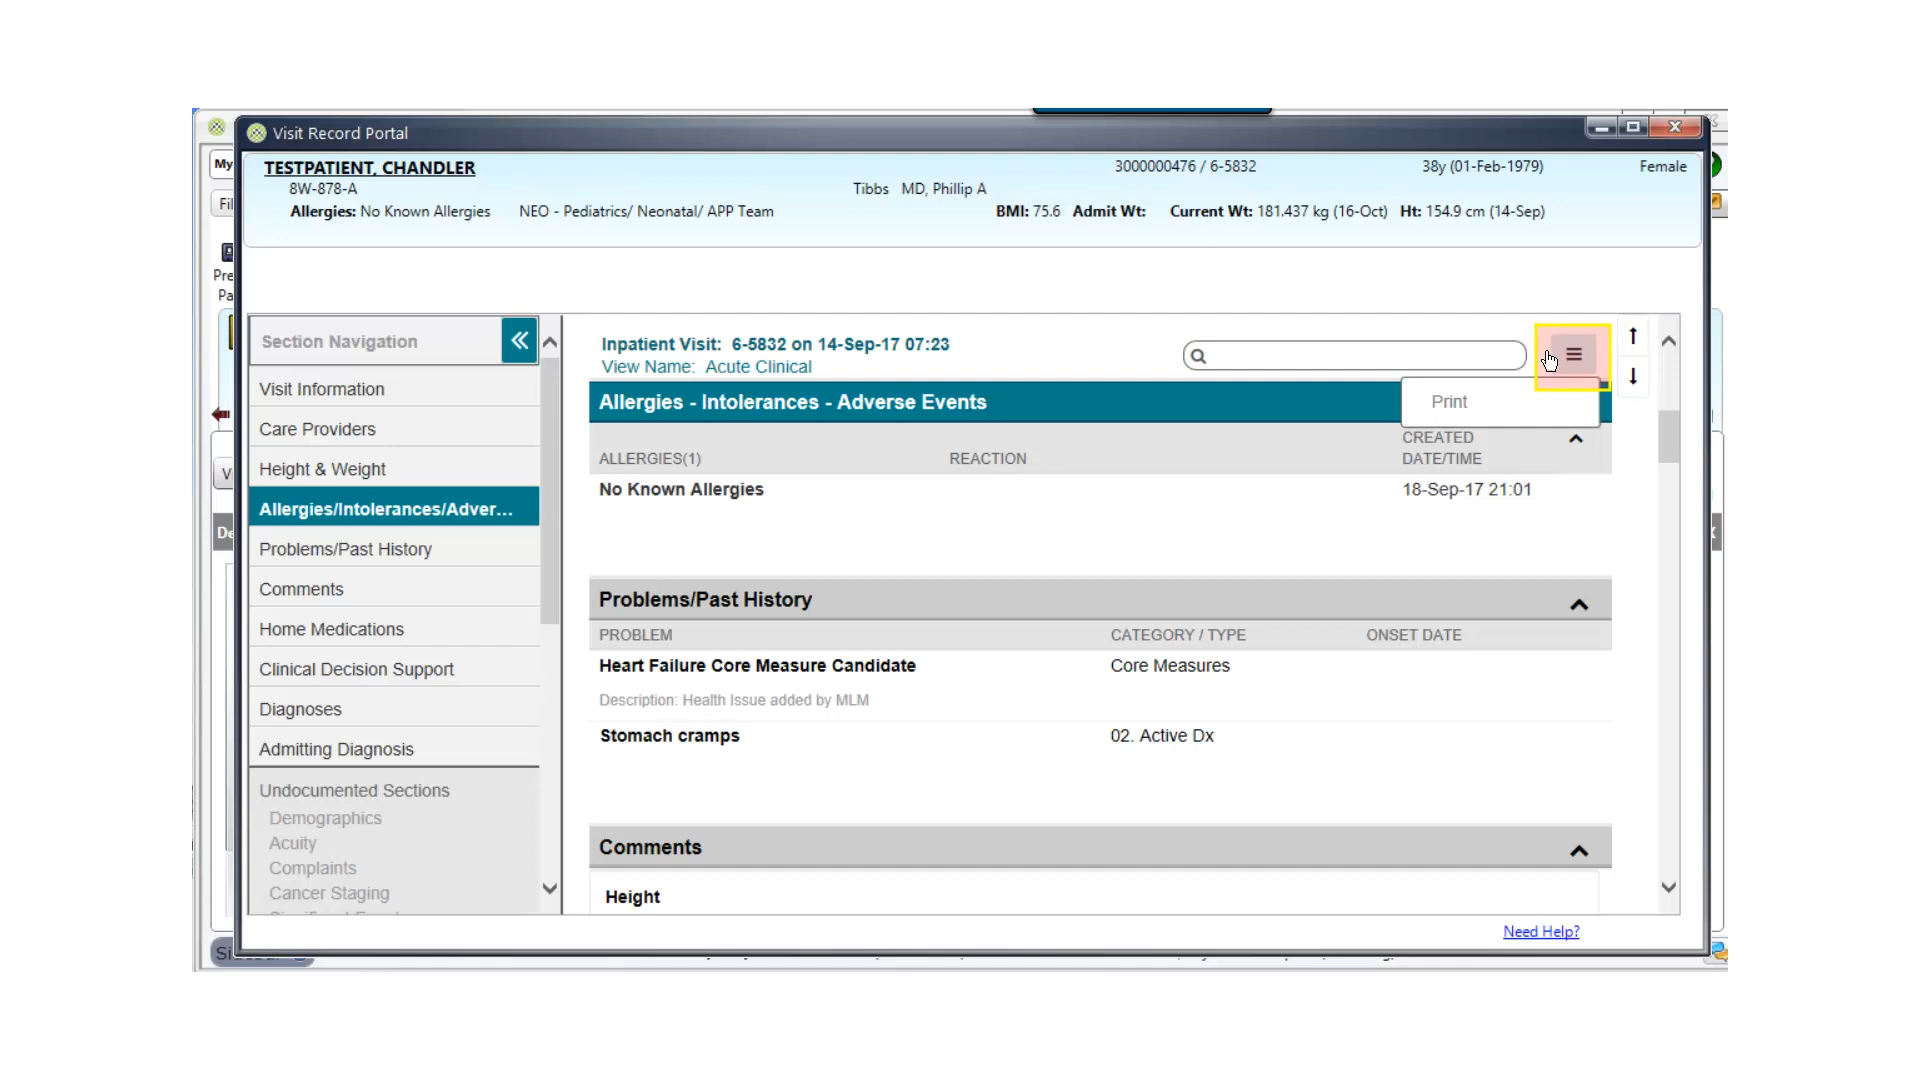 Visit Record Portal
My
TESTPATIENT, CHANDLER
3000000476 / 6-5832
38y (01-Feb-1979)
Female
8W-878-A
Tibbs MD, Phillip A
Fil
Allergies: No Known Allergies
NEO - Pediatrics/ Neonatal/ APP Team
BMI: 75.6 Admit Wt: Current Wt: 181.437 kg (16-Oct) Ht: 154.9 cm (14-Sep)
Pre
Pa
Section Navigation
Visit Information
Care Providers
Height & Weight
Allergies/Intolerances/Adver...
Problems/Past History
Comments
Home Medications
Clinical Decision Support
Diagnoses
Admitting Diagnosis
Undocumented Sections
Demographics
Acuity
Complaints
Cancer Staging
V
De
Inpatient Visit: 6-5832 on 14-Sep-17 07:23
View Name: Acute Clinical
Allergies - Intolerances - Adverse Events
Print
ALLERGIES(1)
REACTION
CREATED
DATE/TIME
No Known Allergies
18-Sep-17 21:01
Problems/Past History
PROBLEM
CATEGORY / TYPE
ONSET DATE
Heart Failure Core Measure Candidate
Core Measures
Description: Health Issue added by MLM
Stomach cramps
02. Active Dx
Comments
Height
Need Help?